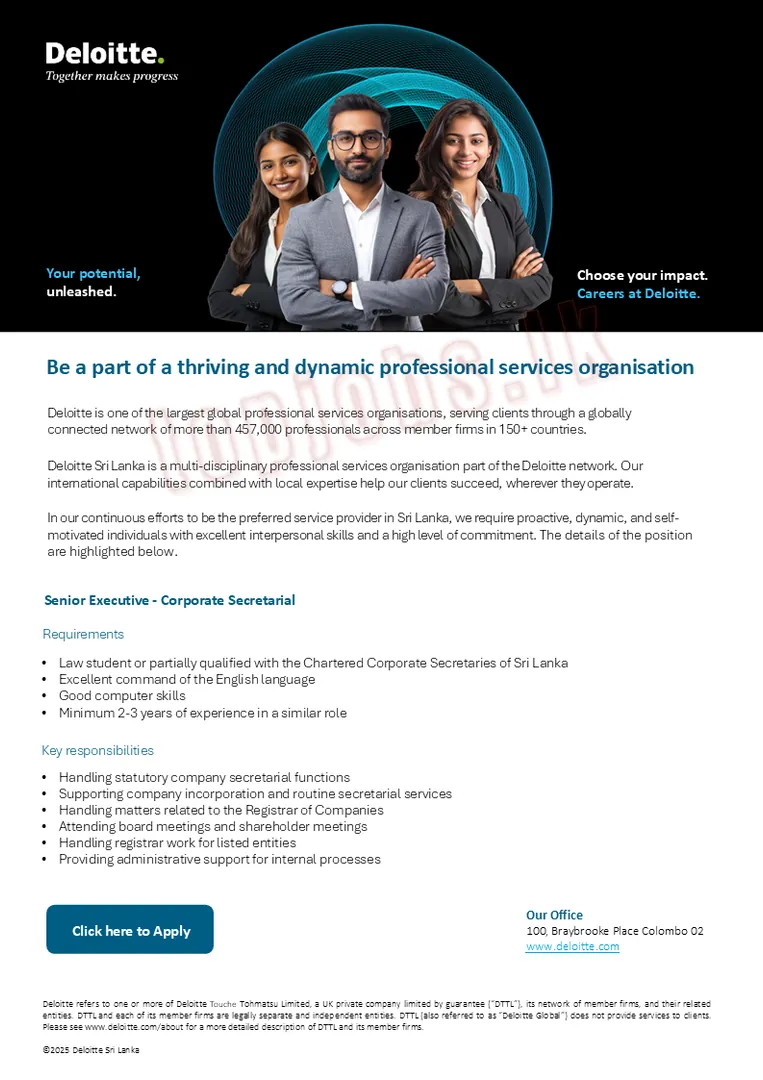 Deloitte.
Together makes progress
Your potential,
unleashed.
Choose your impact.
Careers at Deloitte.
Be a part of a thriving and dynamic professional services organisation
Deloitte is one of the largest global professional services organisations, serving clients through a globally
connected network of more than 457,000 professionals across member firms in 150+ countries.
Deloitte Sri Lanka is a multi-disciplinary professional services organisation part of the Deloitte network. Our
international capabilities combined with local expertise help our clients succeed, wherever they operate.
In our continuous efforts to be the preferred service provider in Sri Lanka, we require proactive, dynamic, and self-
motivated individuals with excellent interpersonal skills and a high level of commitment. The details of the position
are highlighted below.
topjobs.lk
Senior Executive - Corporate Secretarial
Requirements
• Law student or partially qualified with the Chartered Corporate Secretaries of Sri Lanka
• Excellent command of the English language
• Good computer skills
• Minimum 2-3 years of experience in a similar role
Key responsibilities
• Handling statutory company secretarial functions
• Supporting company incorporation and routine secretarial services
• Handling matters related to the Registrar of Companies
• Attending board meetings and shareholder meetings
• Handling registrar work for listed entities
• Providing administrative support for internal processes
Click here to Apply
Our Office
100, Braybrooke Place Colombo 02
www.deloitte.com
Deloitte refers to one or more of Deloitte Touche Tohmatsu Limited, a UK private company limited by guarantee ("DTTL"), its network of member firms, and their related
entities. DTTL and each of its member firms are legally separate and independent entities. DTTL (also referred to as "Deloitte Global") does not provide services to clients.
Please see www.deloitte.com/about for a more detailed description of DTTL and its member firms.
©2025 Deloitte Sri Lanka